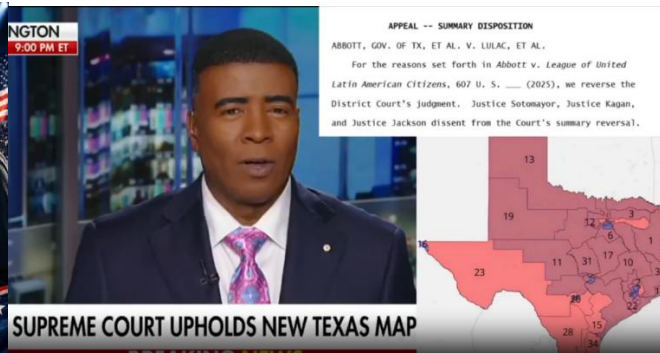 NGTON
9:00 PM ET
APPEAL -- SUMMARY DISPOSITION
ABBOTT, GOV. OF TX, ET AL. V. LULAC, ET AL.
For the reasons set forth in Abbott v. League of United
Latin American Citizens, 607 U. S. ___ (2025), we reverse the
District Court's judgment. Justice Sotomayor, Justice Kagan,
and Justice Jackson dissent from the Court's summary reversal.
13
19
12
3
6
1
16
23
11
31
17
10
22
28
15
34
SUPREME COURT UPHOLDS NEW TEXAS MAP
BREAKING NEWS